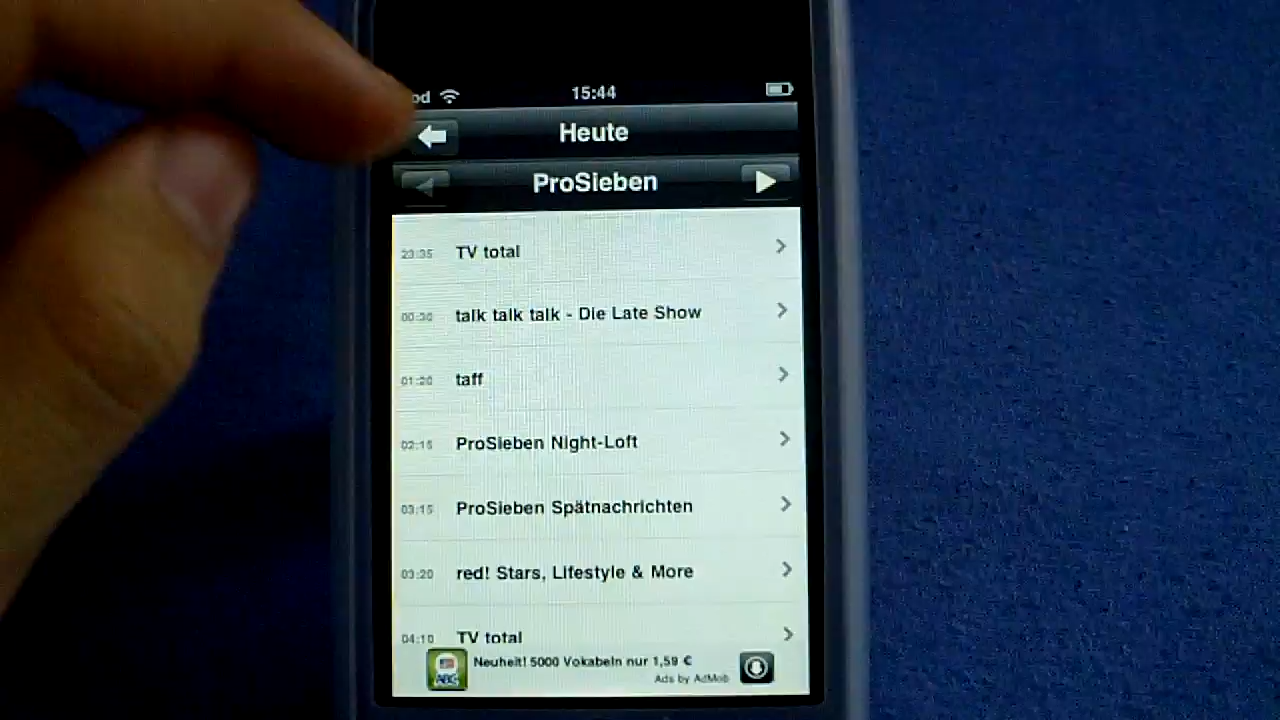 od 15:44
Heute
ProSieben
23:35 TV total
00:30 talk talk talk - Die Late Show
01:20 taff
02:15 ProSieben Night-Loft
03:15 ProSieben Spätnachrichten
03:20 red! Stars, Lifestyle & More
04:10 TV total
ABC Neuheit! 5000 Vokabeln nur 1,59 €
Ads by AdMob